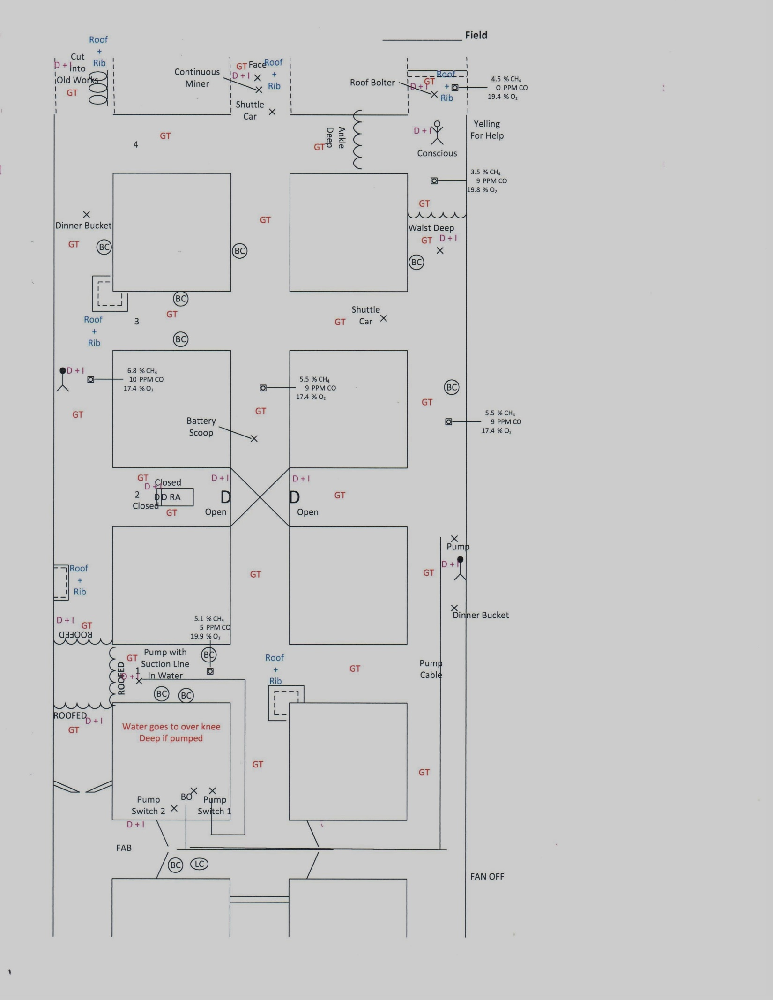 Field
Roof
+
Rib
Cut
Into
Old Works
D + I
GT
Continuous
Miner
GT
Face
D + I
Roof
+
Rib
Shuttle
Car
Roof Bolter
Roof
GT
D + I
+
Rib
4.5 % CH₄
0 PPM CO
19.4 % O₂
GT
4
Ankle
Deep
GT
D + I
Conscious
Yelling
For Help
3.5 % CH₄
9 PPM CO
19.8 % O₂
GT
Dinner Bucket
GT
BC
GT
BC
Waist Deep
GT
D + I
BC
BC
GT
3
Roof
+
Rib
BC
Shuttle
Car
GT
D + I
6.8 % CH₄
10 PPM CO
17.4 % O₂
GT
5.5 % CH₄
9 PPM CO
17.4 % O₂
GT
Battery
Scoop
BC
GT
5.5 % CH₄
9 PPM CO
17.4 % O₂
GT
D + I
Closed
2
D
D RA
Closed
GT
D + I
D
Open
D + I
D
Open
GT
Pump
D + I
GT
Dinner Bucket
Roof
+
Rib
GT
D + I
GT
ROOFED
5.1 % CH₄
5 PPM CO
19.9 % O₂
GT
Pump with
Suction Line
In Water
1
D + I
ROOFED
BC
BC
BC
Roof
+
Rib
GT
Pump
Cable
ROOFED
D + I
GT
Water goes to over knee
Deep if pumped
GT
GT
Pump
Switch 2
BO
Pump
Switch 1
D + I
FAB
BC
LC
FAN OFF